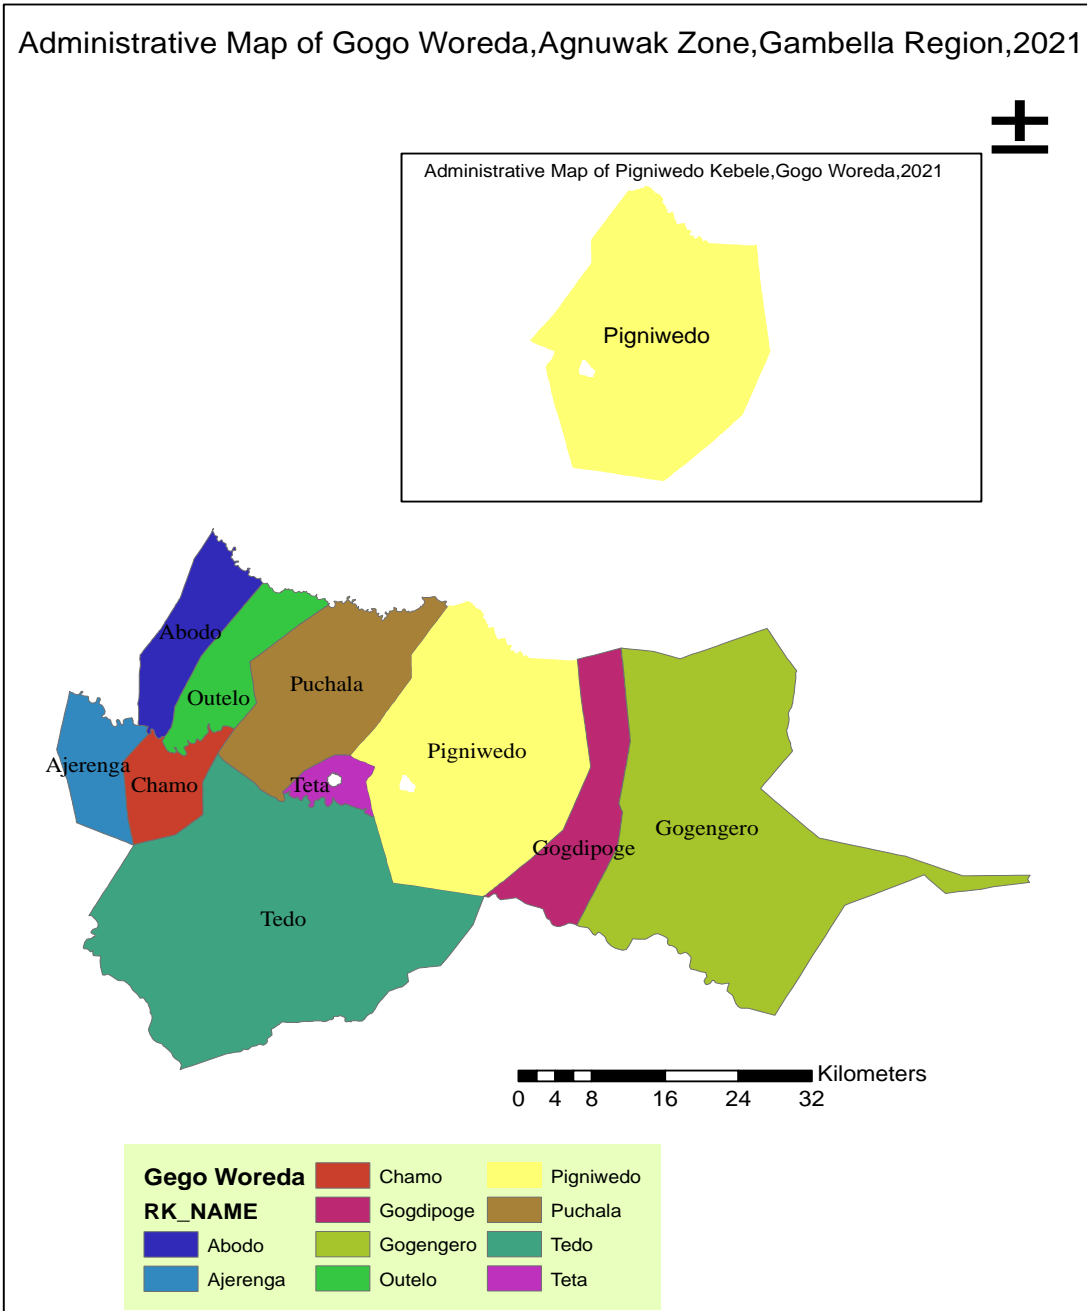 Administrative Map of Gogo Woreda,Agnuwak Zone,Gambella Region,2021
Administrative Map of Pigniwedo Kebele,Gogo Woreda,2021
Pigniwedo
Abodo
Outelo
Puchala
Pigniwedo
Ajerenga
Chamo
Teta
Gogengero
Gogdipoge
Tedo
Kilometers
0 4 8 16 24 32
Gego Woreda
RK_NAME
Abodo
Ajerenga
Chamo
Gogdipoge
Gogengero
Outelo
Pigniwedo
Puchala
Tedo
Teta